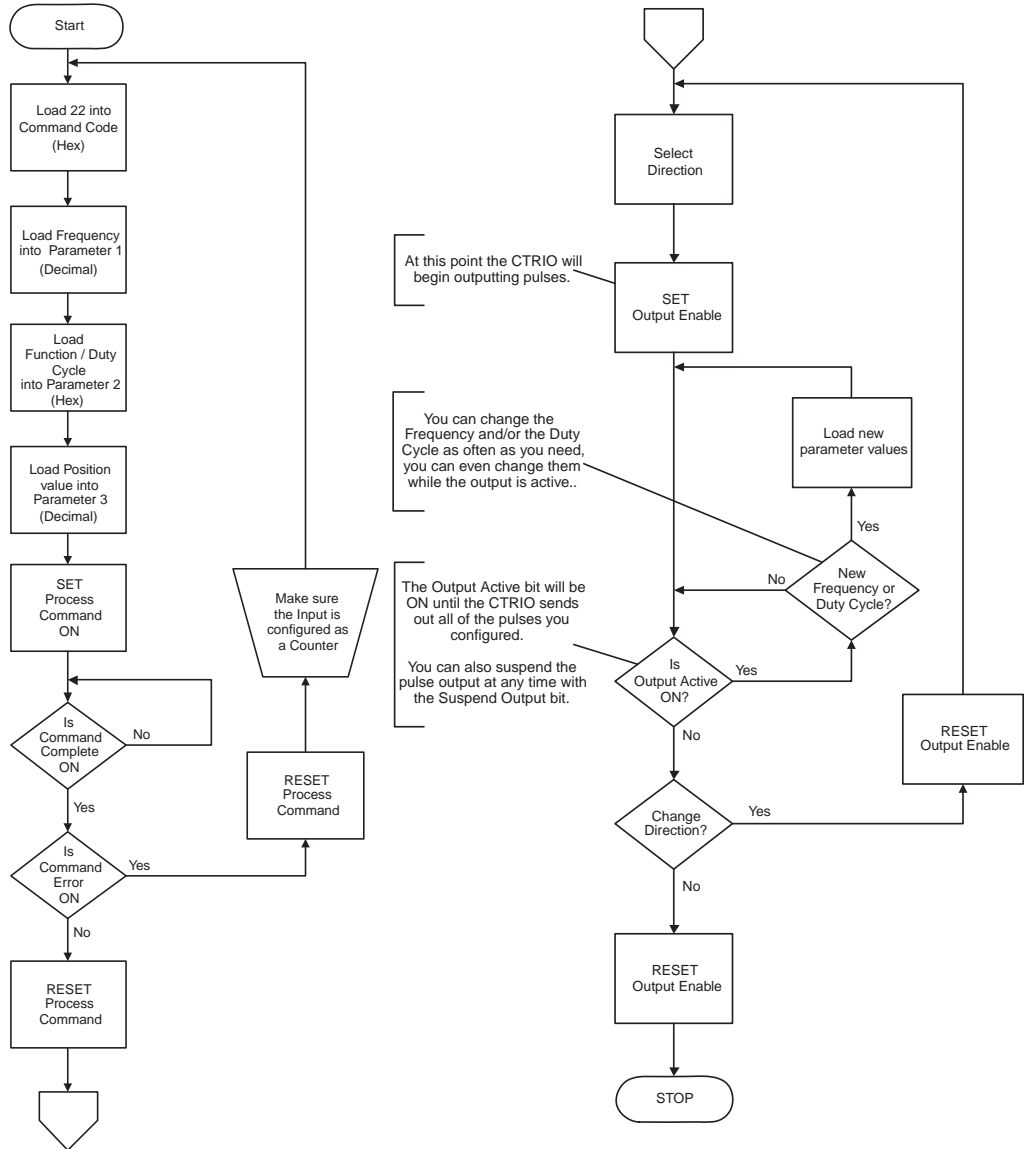 Start
Load 22 into
Command Code
(Hex)
Load Frequency
into Parameter 1
(Decimal)
Load
Function / Duty
Cycle
into Parameter 2
(Hex)
Load Position
value into
Parameter 3
(Decimal)
SET
Process
Command
ON
Is
Command
Complete
ON
No
Yes
Is
Command
Error
ON
Yes
No
RESET
Process
Command
RESET
Process
Command
Make sure
the Input is
configured as
a Counter
Select
Direction
At this point the CTRIO will
begin outputting pulses.
SET
Output Enable
You can change the
Frequency and/or the Duty
Cycle as often as you need,
you can even change them
while the output is active..
Load new
parameter values
Yes
New
Frequency or
Duty Cycle?
No
The Output Active bit will be
ON until the CTRIO sends
out all of the pulses you
configured.
You can also suspend the
pulse output at any time with
the Suspend Output bit.
Is
Output Active
ON?
Yes
No
Change
Direction?
Yes
No
RESET
Output Enable
RESET
Output Enable
STOP